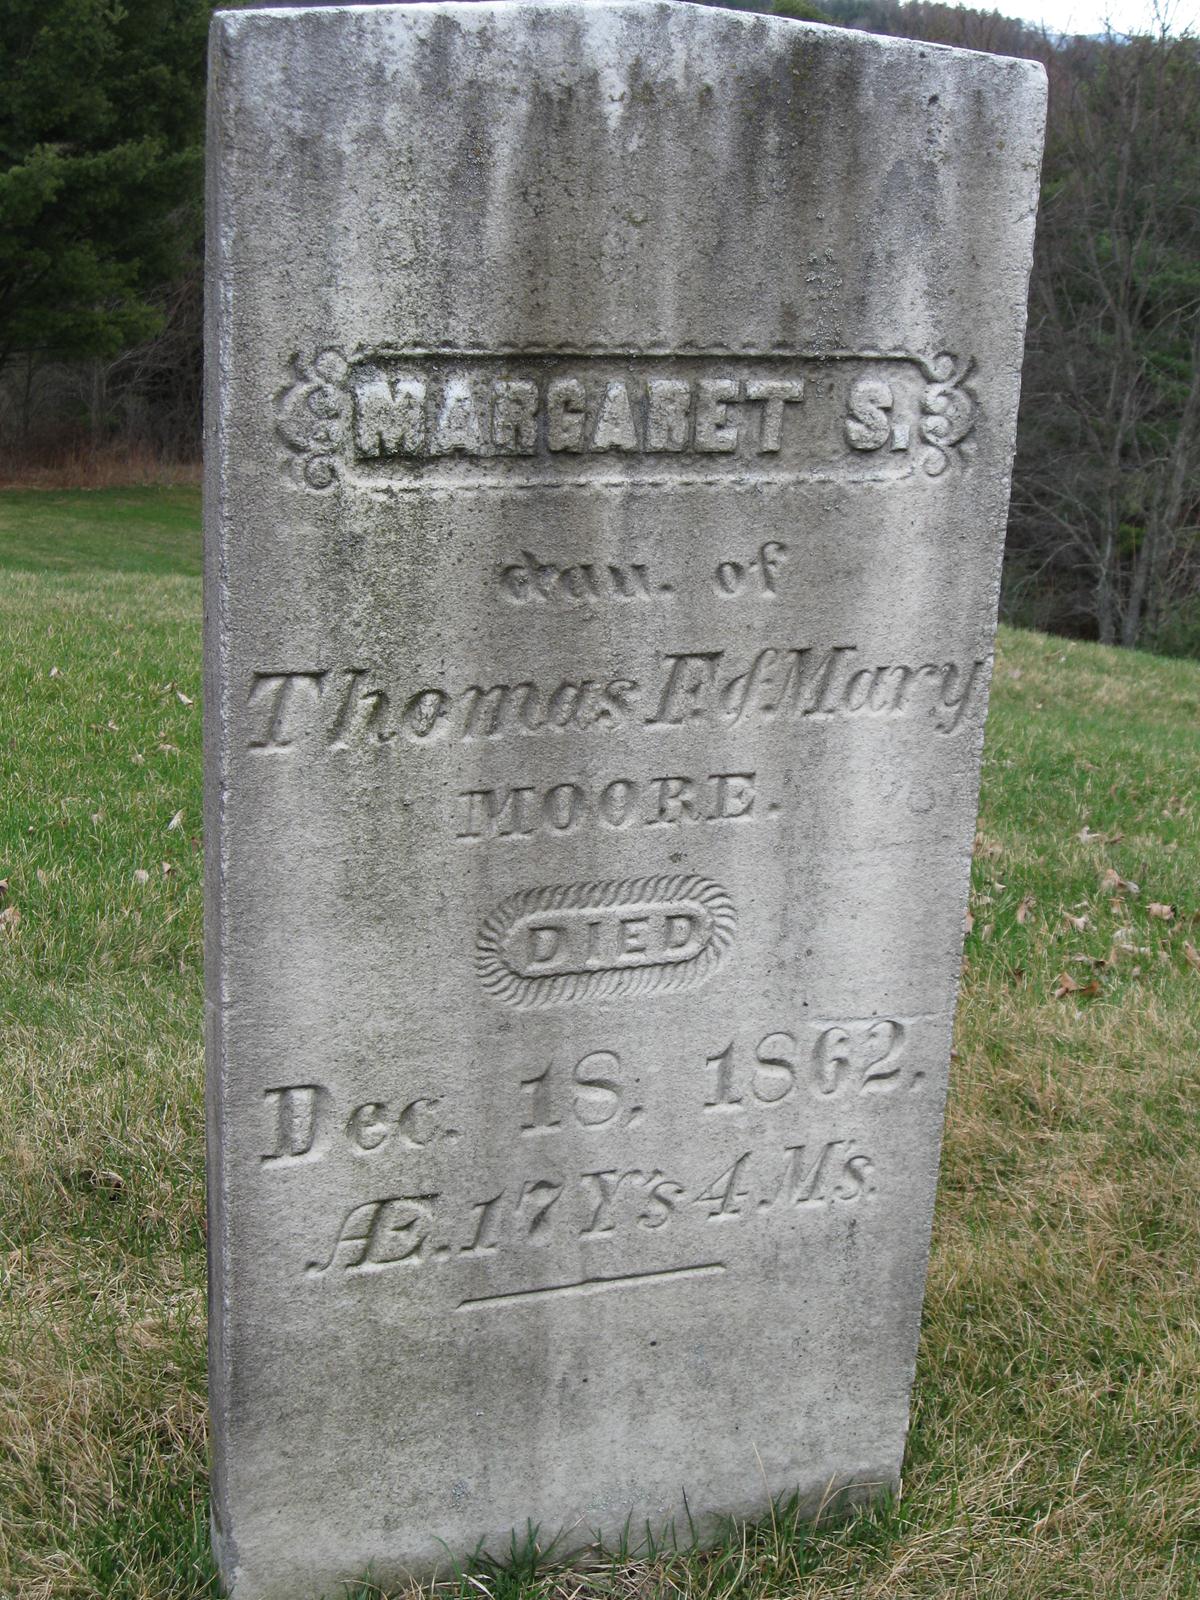 MARGARET S.
dau. of
Thomas F. & Mary
MOORE.
DIED
Dec. 18, 1862.
Æ. 17 Y's 4 M's.